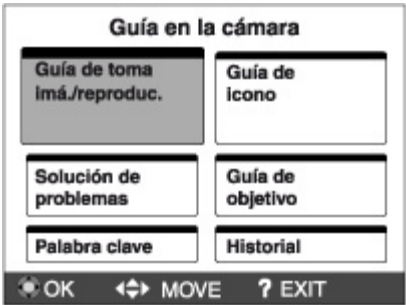 Guía en la cámara
Guía de toma
imá./reproduc.
Guía de
icono
Solución de
problemas
Guía de
objetivo
Palabra clave
Historial
OK MOVE ? EXIT